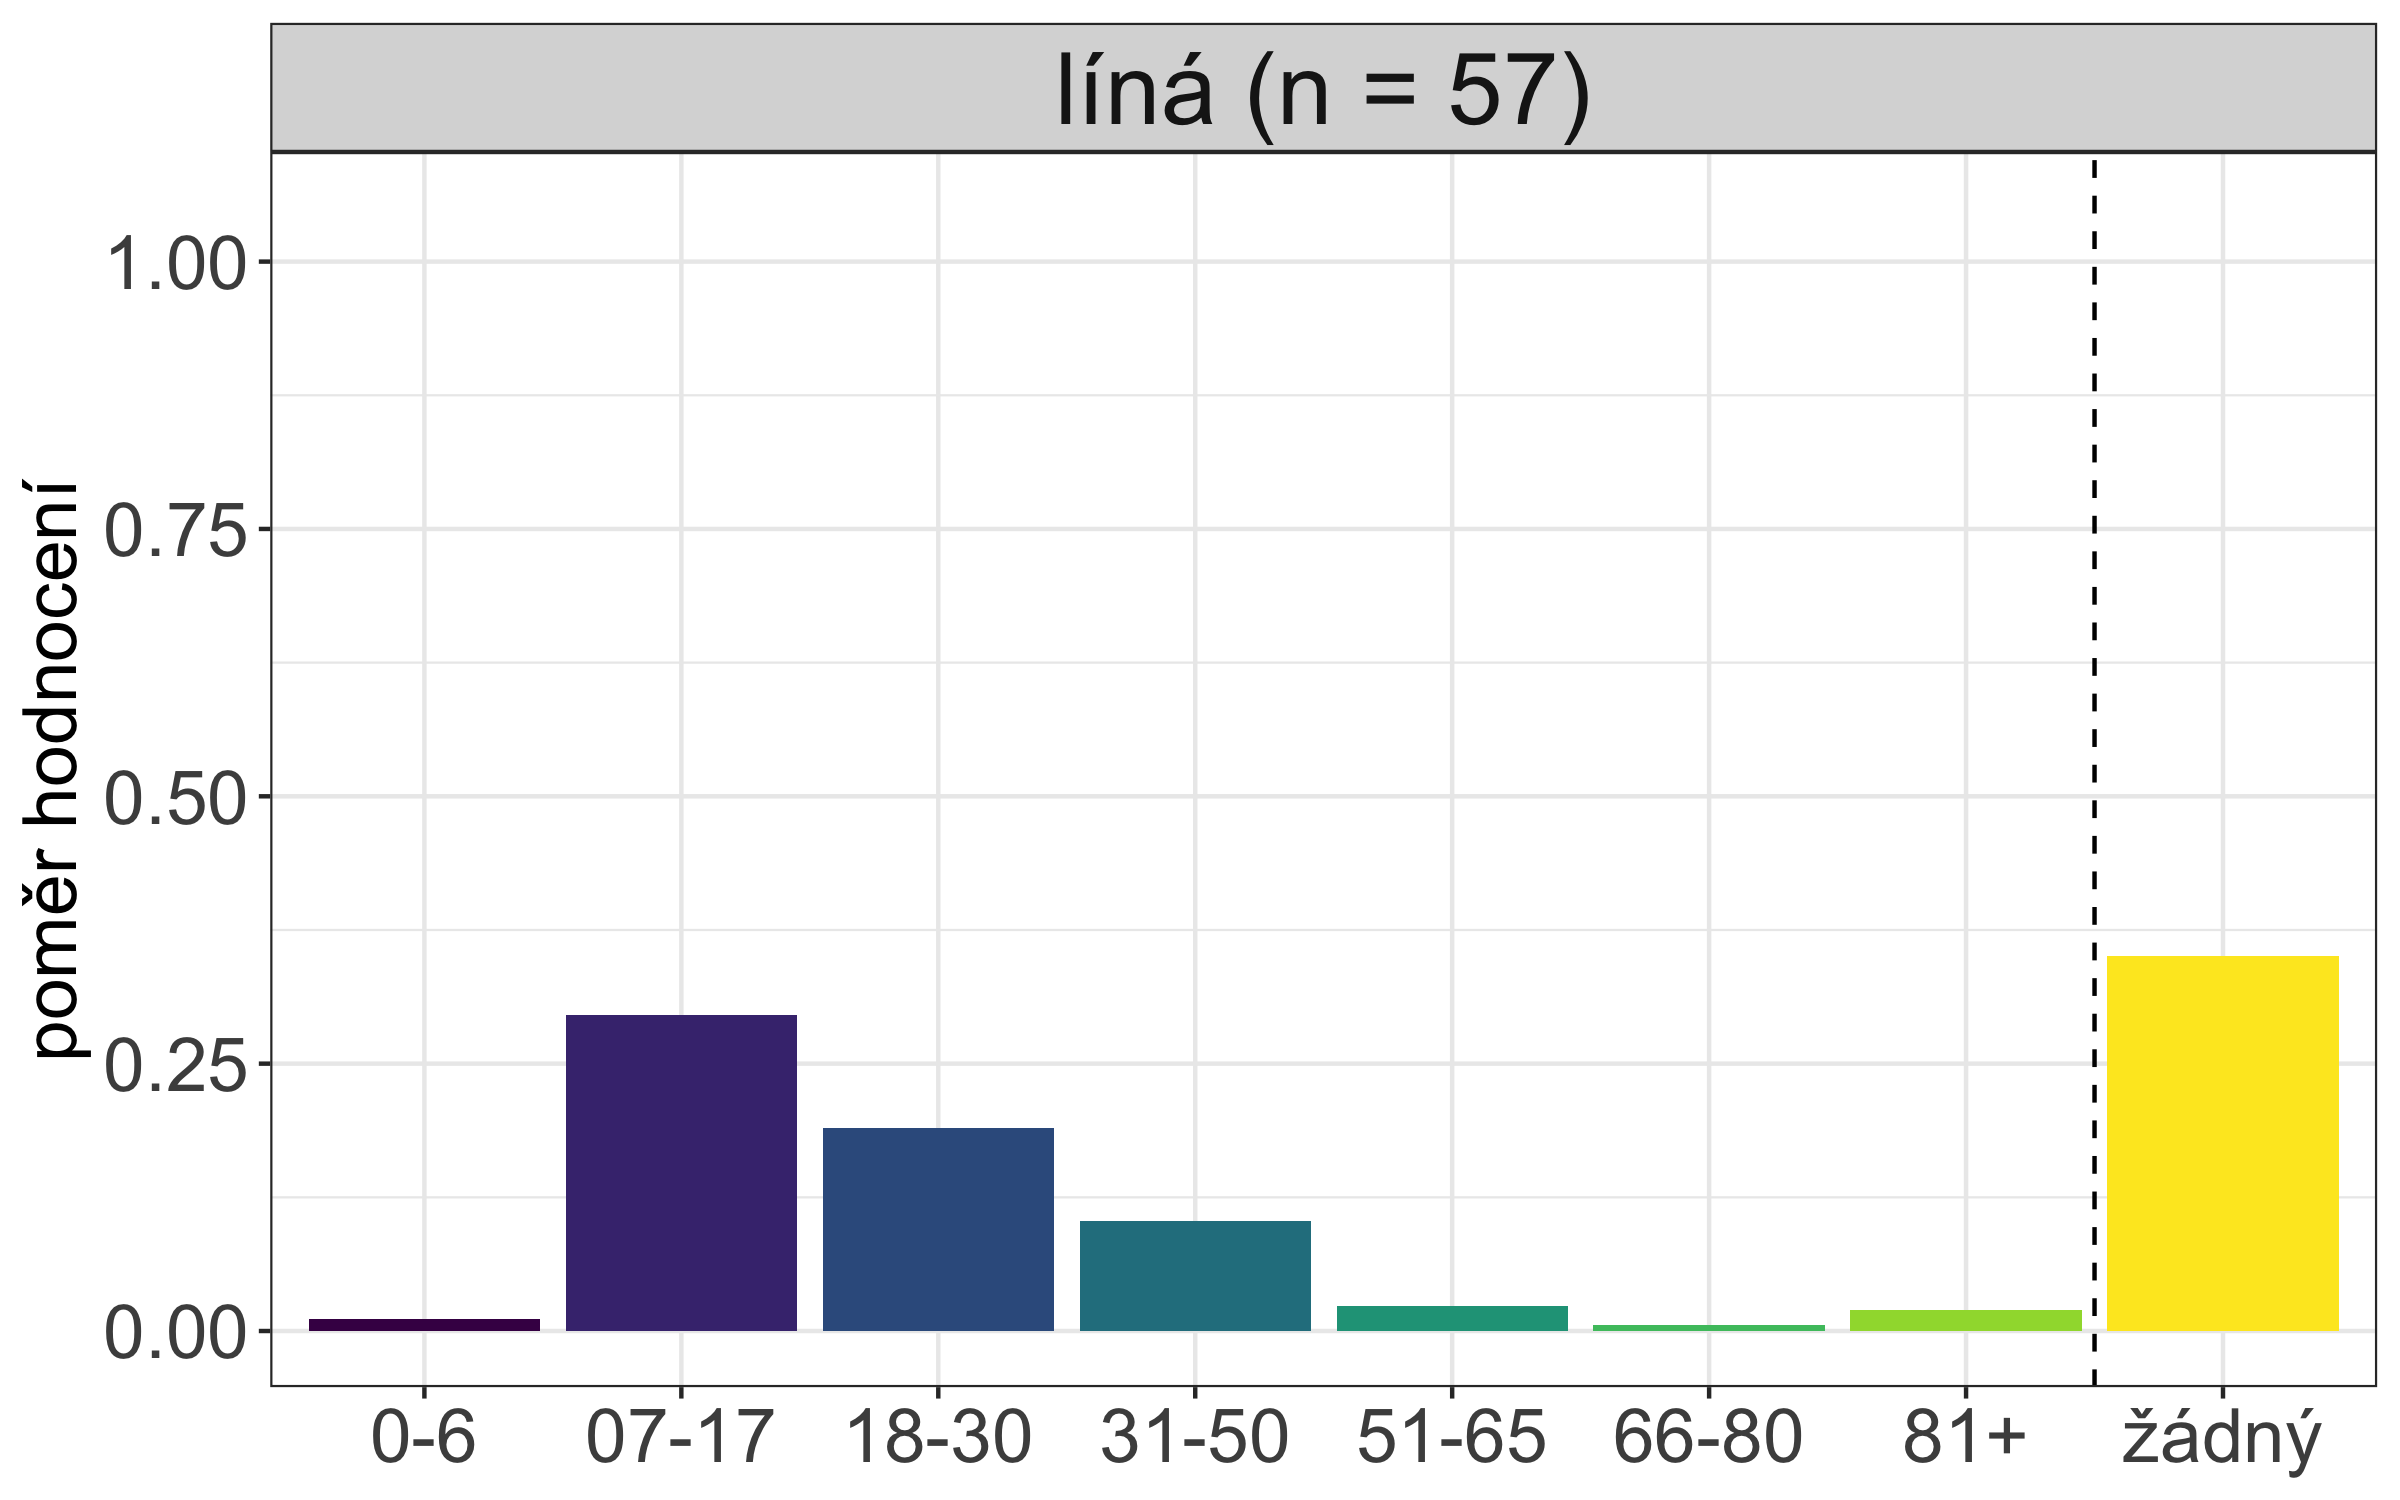 líná (n = 57)
poměr hodnocení
1.00
0.75
0.50
0.25
0.00
0-6 07-17 18-30 31-50 51-65 66-80 81+ žádný